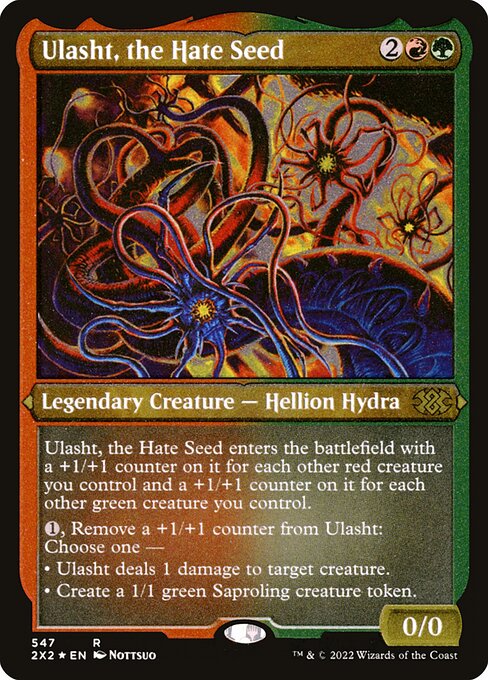 Ulasht, the Hate Seed 2
Legendary Creature — Hellion Hydra
Ulasht, the Hate Seed enters the battlefield with
a +1/+1 counter on it for each other red creature
you control and a +1/+1 counter on it for each
other green creature you control.
1, Remove a +1/+1 counter from Ulasht:
Choose one —
• Ulasht deals 1 damage to target creature.
• Create a 1/1 green Saproling creature token.
0/0
547 R
2X2 ★ EN Nottsuo
™ & © 2022 Wizards of the Coast